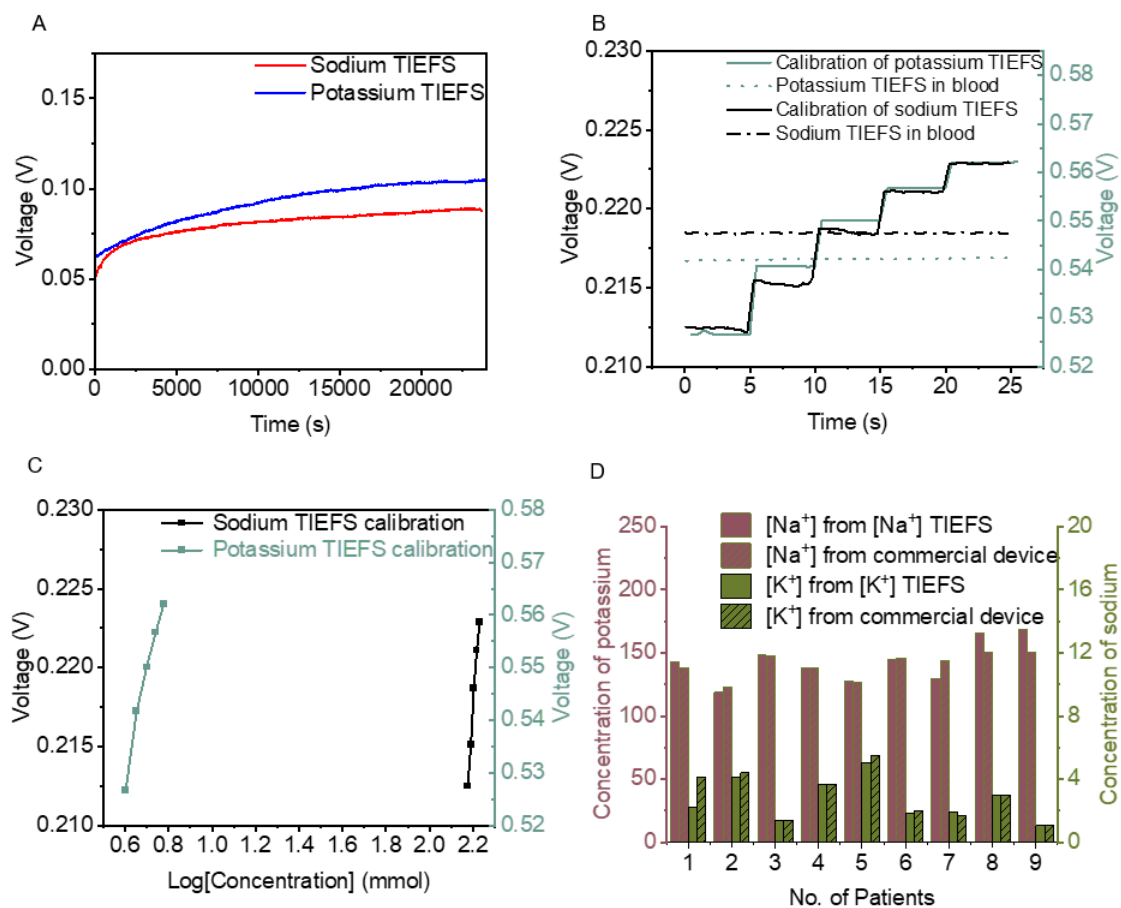 A
Sodium TIEFS
Potassium TIEFS
0.15
0.10
0.05
0.00
Voltage (V)
0
5000
10000
15000
20000
Time (s)
B
0.230
0.225
0.220
0.215
0.210
Voltage (V)
Calibration of potassium TIEFS
Potassium TIEFS in blood
Calibration of sodium TIEFS
Sodium TIEFS in blood
0.58
0.57
0.56
0.55
0.54
0.53
0.52
Voltage (V)
0
5
10
15
20
25
Time (s)
C
0.230
0.225
0.220
0.215
0.210
Voltage (V)
Sodium TIEFS calibration
Potassium TIEFS calibration
0.58
0.57
0.56
0.55
0.54
0.53
0.52
Voltage (V)
0.6
0.8
1.0
1.2
1.4
1.6
1.8
2.0
2.2
Log[Concentration] (mmol)
D
250
200
150
100
50
0
Concentration of potassium
[Na⁺] from [Na⁺] TIEFS
[Na⁺] from commercial device
[K⁺] from [K⁺] TIEFS
[K⁺] from commercial device
20
16
12
8
4
0
Concentration of sodium
1
2
3
4
5
6
7
8
9
No. of Patients